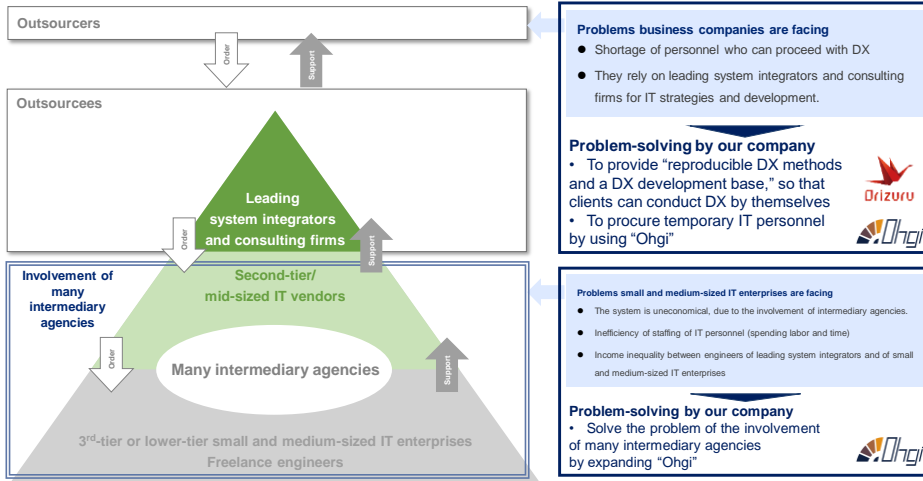 Outsourcers
Order
Support
Outsourcees
Leading
system integrators
and consulting firms
Order
Support
Involvement of
many
intermediary
agencies
Second-tier/
mid-sized IT vendors
Order
Support
Many intermediary agencies
3rd-tier or lower-tier small and medium-sized IT enterprises
Freelance engineers
Problems business companies are facing
● Shortage of personnel who can proceed with DX
● They rely on leading system integrators and consulting
firms for IT strategies and development.
Problem-solving by our company
• To provide “reproducible DX methods
and a DX development base,” so that
clients can conduct DX by themselves
• To procure temporary IT personnel
by using “Ohgi”
Orizuru
Ohgi
Problems small and medium-sized IT enterprises are facing
● The system is uneconomical, due to the involvement of intermediary agencies.
● Inefficiency of staffing of IT personnel (spending labor and time)
● Income inequality between engineers of leading system integrators and of small
and medium-sized IT enterprises
Problem-solving by our company
• Solve the problem of the involvement
of many intermediary agencies
by expanding “Ohgi”
Ohgi